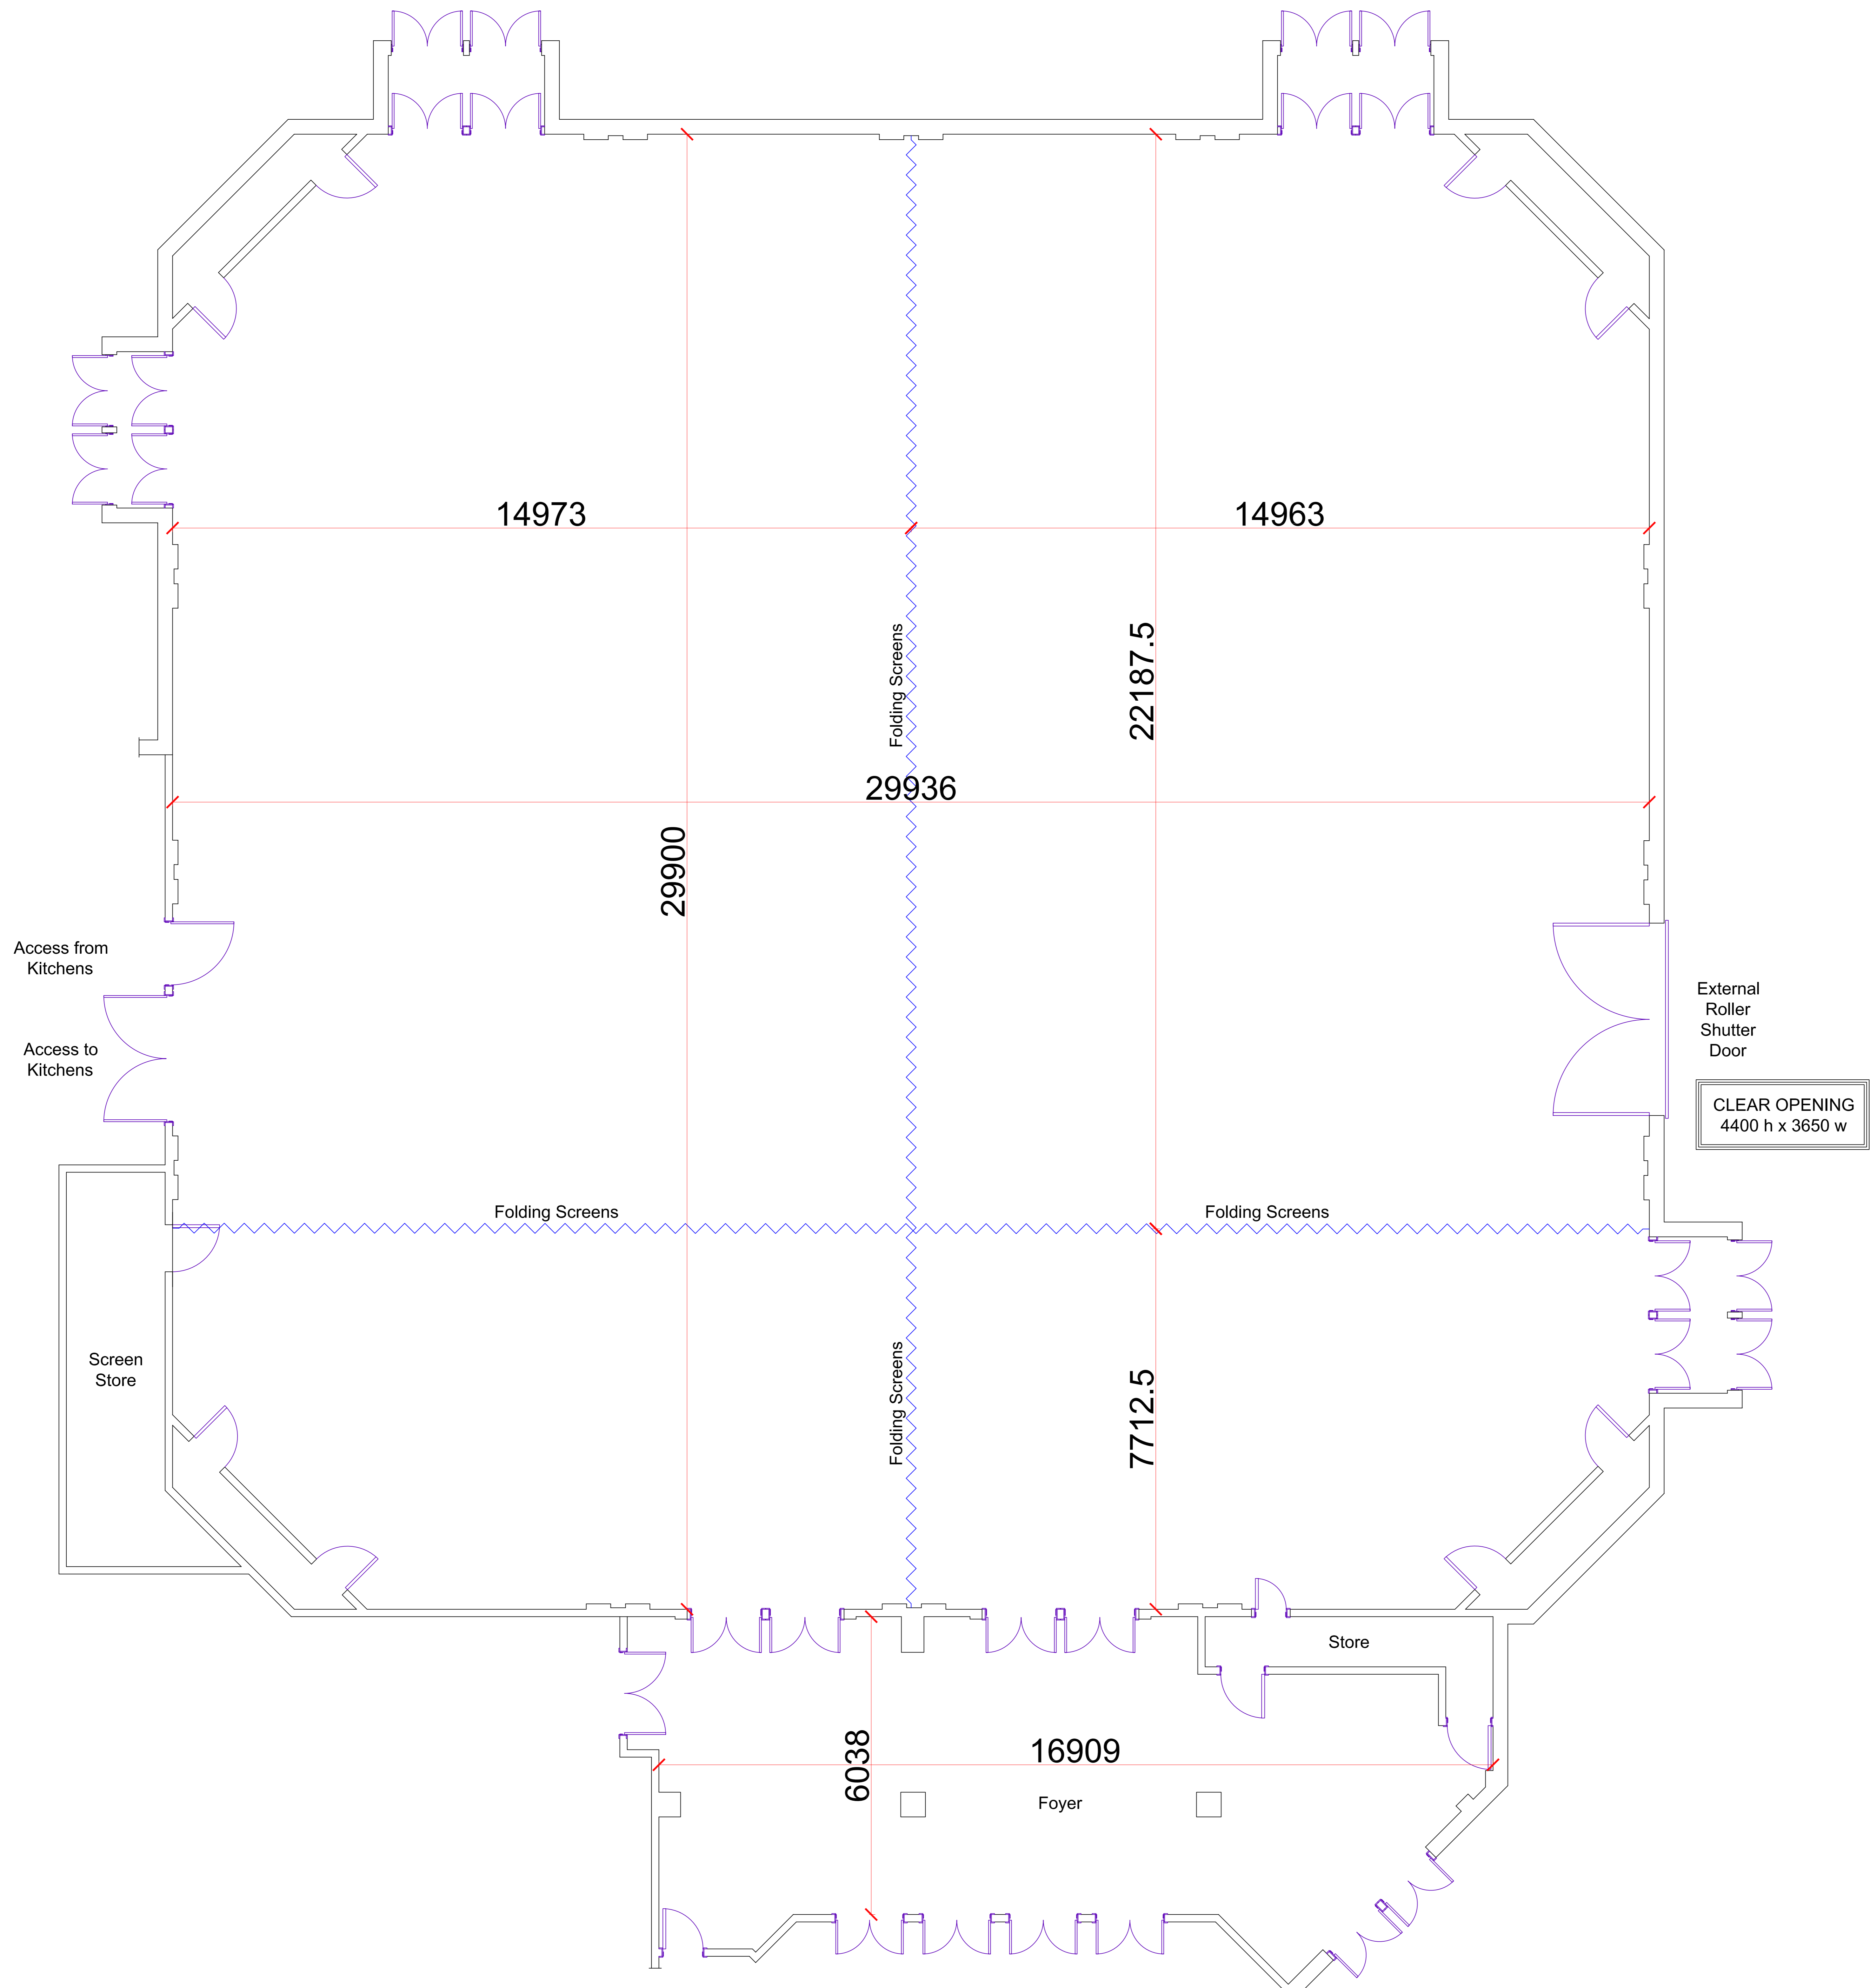 14973
14963
Folding Screens
22187.5
29936
29900
Access from
Kitchens
Access to
Kitchens
External
Roller
Shutter
Door
CLEAR OPENING
4400 h x 3650 w
Folding Screens
Folding Screens
Screen
Store
Folding Screens
7712.5
Store
6038
16909
Foyer